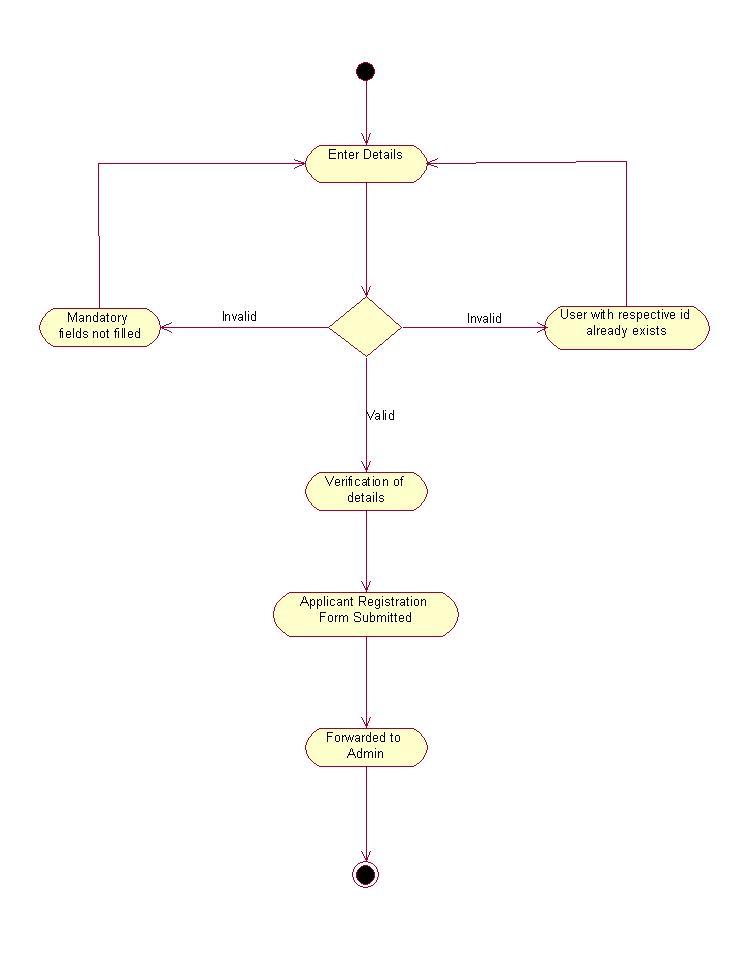 Enter Details
Invalid
Invalid
Mandatory
fields not filled
User with respective id
already exists
Valid
Verification of
details
Applicant Registration
Form Submitted
Forwarded to
Admin